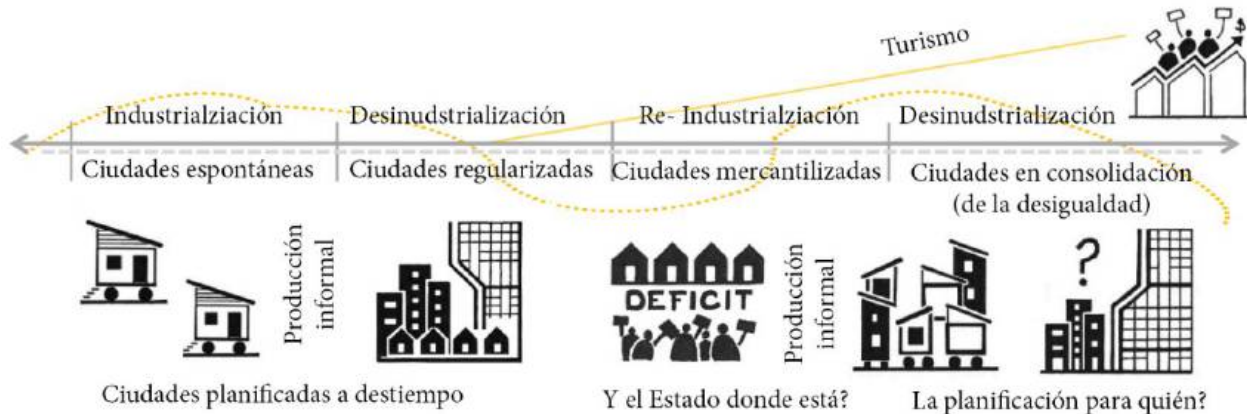 Turismo
$
Industrialziación
Desinudstrialización
Re- Industrialziación
Desinudstrialización
Ciudades espontáneas
Ciudades regularizadas
Ciudades mercantilizadas
Ciudades en consolidación
(de la desigualdad)
Producción
informal
DEFICIT
Producción
informal
?
Ciudades planificadas a destiempo
Y el Estado donde está?
La planificación para quién?